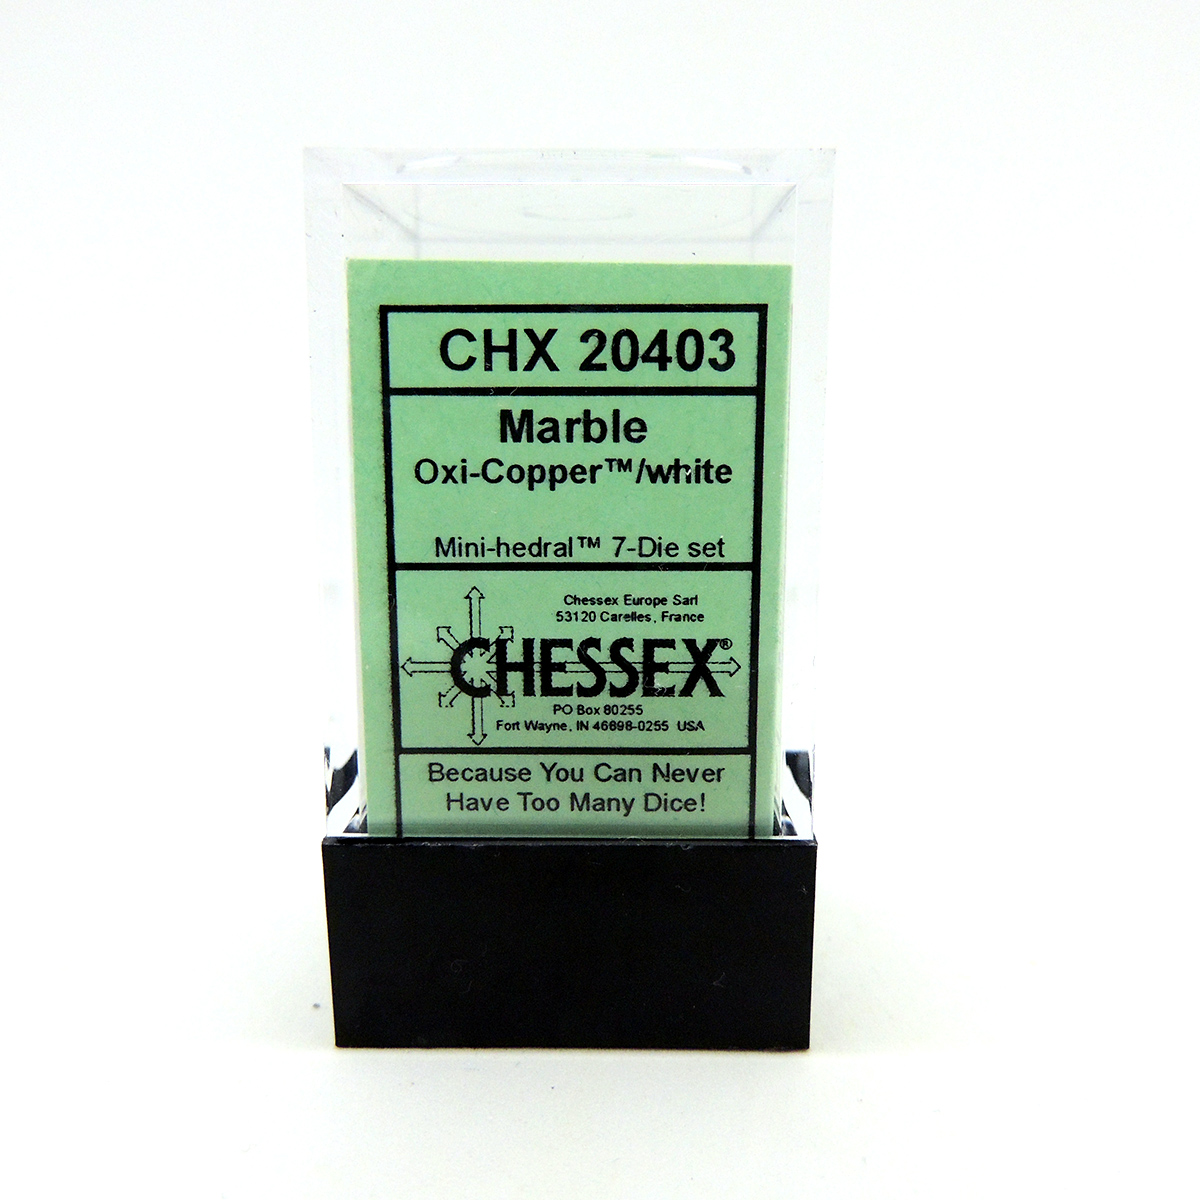 CHX 20403
Marble
Oxi-Copper™/white
Mini-hedral™ 7-Die set
Chessex Europe Sarl
53120 Carelles, France
CHESSEX®
PO Box 80255
Fort Wayne, IN 46898-0255 USA
Because You Can Never
Have Too Many Dice!